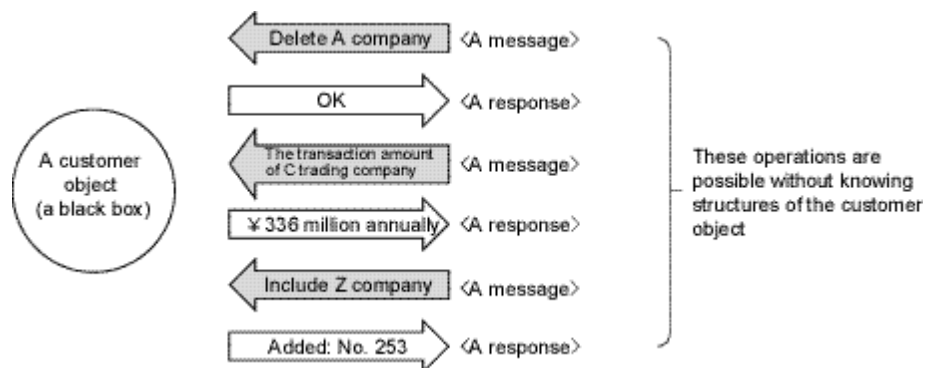 Delete A company
<A message>
OK
<A response>
A customer
object
(a black box)
The transaction amount
of C trading company
<A message>
¥336 million annually
<A response>
Include Z company
<A message>
Added: No. 253
<A response>
These operations are
possible without knowing
structures of the customer
object